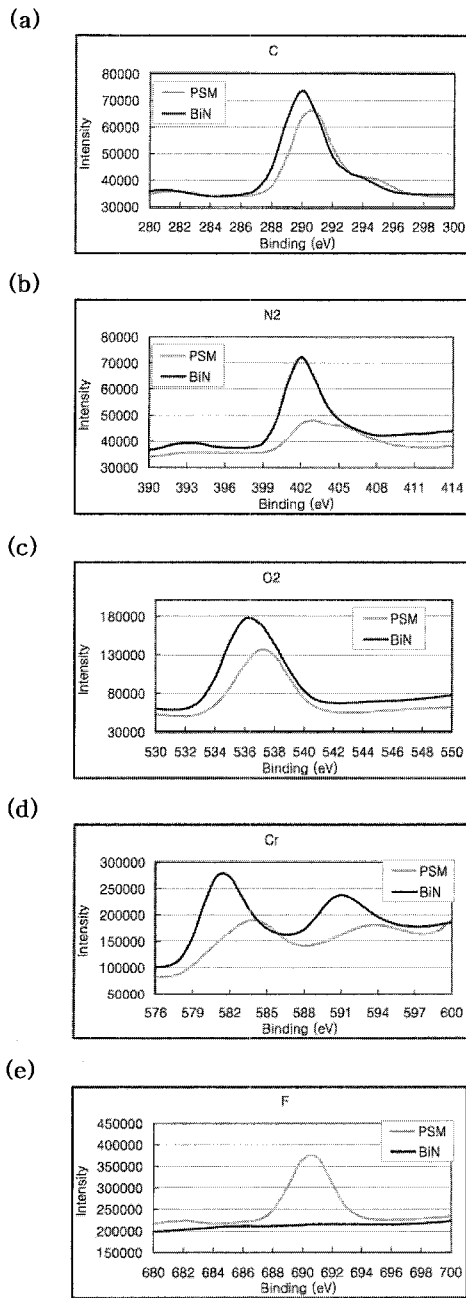 (a)
C
80000
70000
60000
50000
40000
30000
Intensity
PSM
BiN
280 282 284 286 288 290 292 294 296 298 300
Binding (eV)
(b)
N2
80000
70000
60000
50000
40000
30000
Intensity
PSM
BiN
390 393 396 399 402 405 408 411 414
Binding (eV)
(c)
O2
180000
130000
80000
30000
Intensity
PSM
BiN
530 532 534 536 538 540 542 544 546 548 550
Binding (eV)
(d)
Cr
300000
250000
200000
150000
100000
50000
Intensity
PSM
BiN
576 579 582 585 588 591 594 597 600
Binding (eV)
(e)
F
450000
400000
350000
300000
250000
200000
150000
Intensity
PSM
BiN
680 682 684 686 688 690 692 694 696 698 700
Binding (eV)